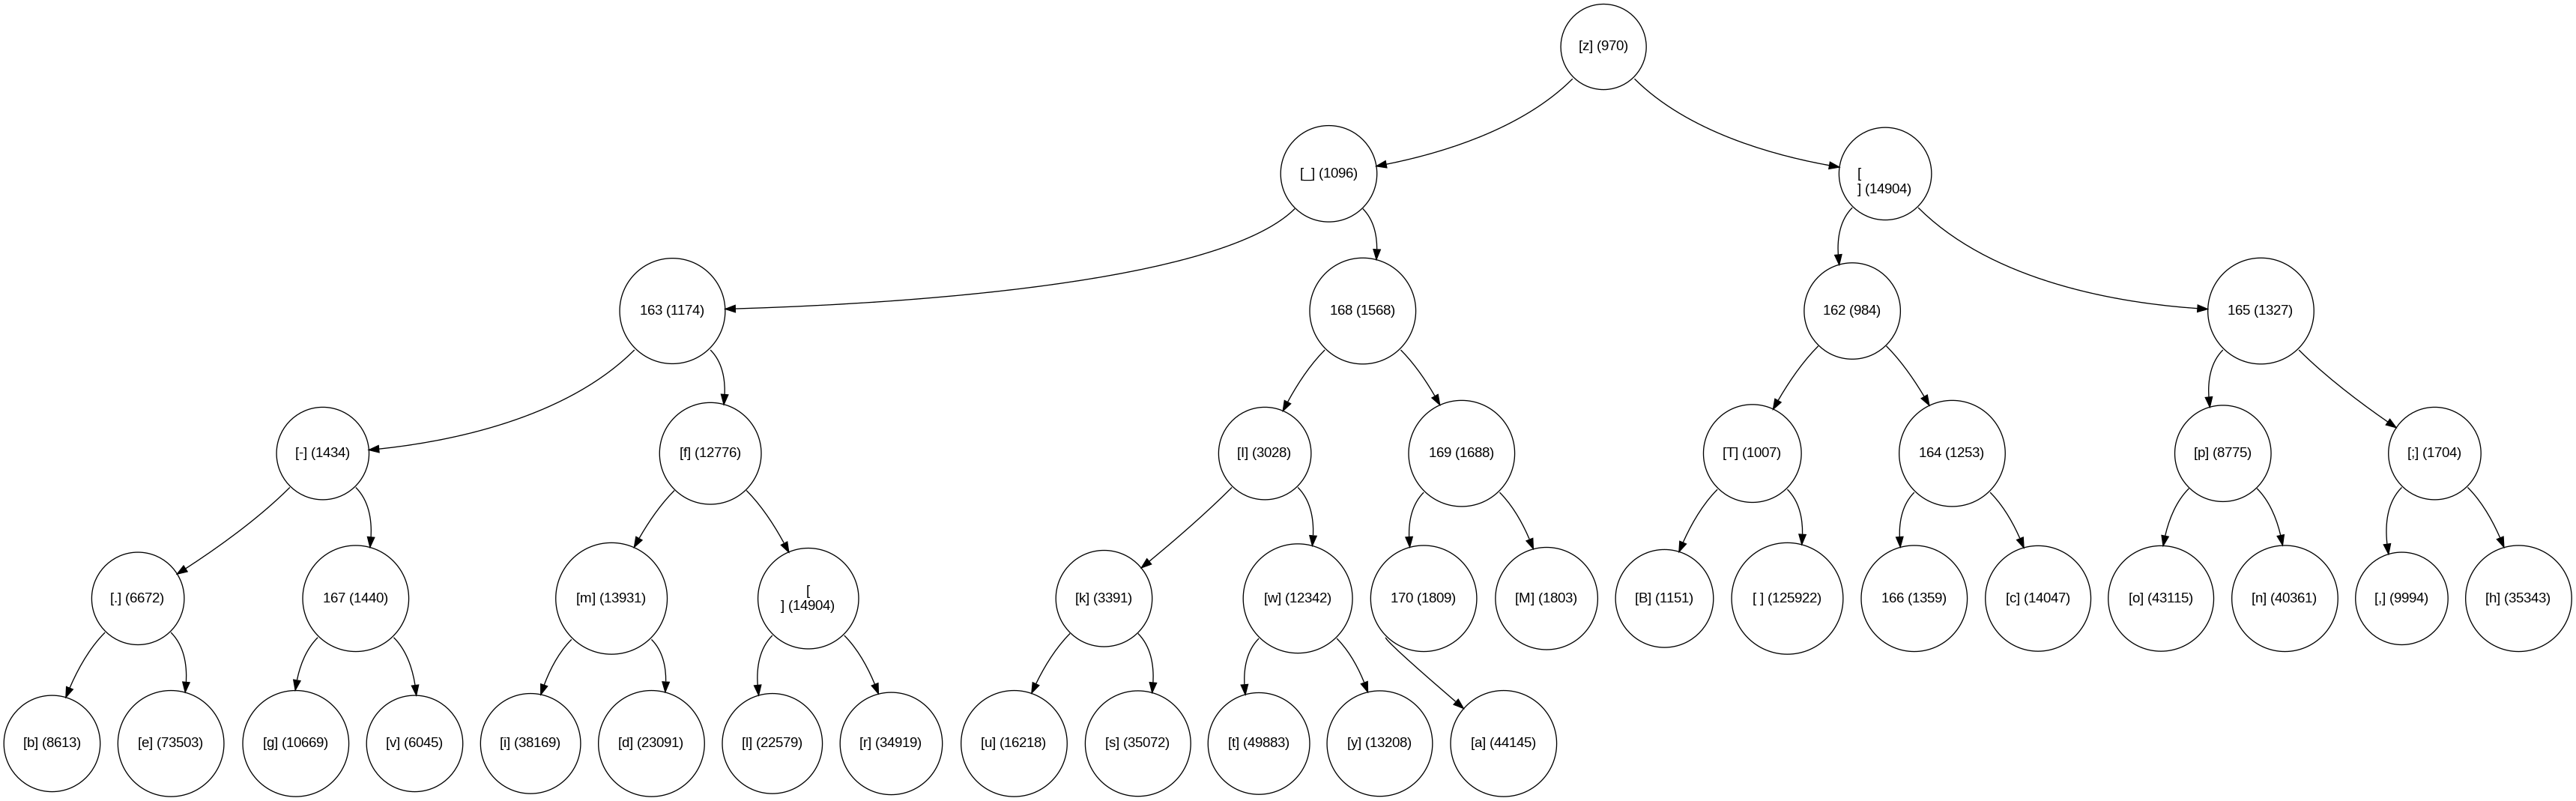 [z] (970)
[_] (1096)
[
] (14904)
163 (1174)
168 (1568)
162 (984)
165 (1327)
[-] (1434)
[f] (12776)
[I] (3028)
169 (1688)
[T] (1007)
164 (1253)
[p] (8775)
[;] (1704)
[.] (6672)
167 (1440)
[m] (13931)
[
] (14904)
[k] (3391)
[w] (12342)
170 (1809)
[M] (1803)
[B] (1151)
[ ] (125922)
166 (1359)
[c] (14047)
[o] (43115)
[n] (40361)
[,] (9994)
[h] (35343)
[b] (8613)
[e] (73503)
[g] (10669)
[v] (6045)
[i] (38169)
[d] (23091)
[l] (22579)
[r] (34919)
[u] (16218)
[s] (35072)
[t] (49883)
[y] (13208)
[a] (44145)